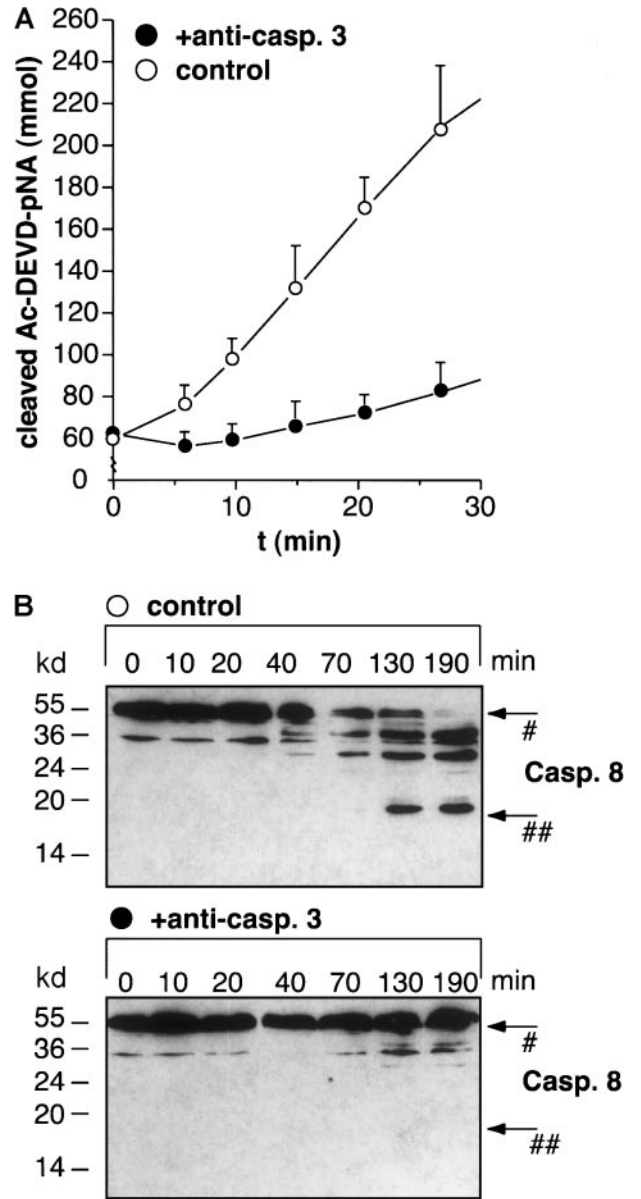 A
+anti-casp. 3
control
cleaved Ac-DEVD-pNA (mmol)
260
240
220
200
180
160
140
120
100
80
60
0
0 10 20 30
t (min)
B
control
kd 0 10 20 40 70 130 190 min
55
36
24
20
14
#
Casp. 8
##
+anti-casp. 3
kd 0 10 20 40 70 130 190 min
55
36
24
20
14
#
Casp. 8
##